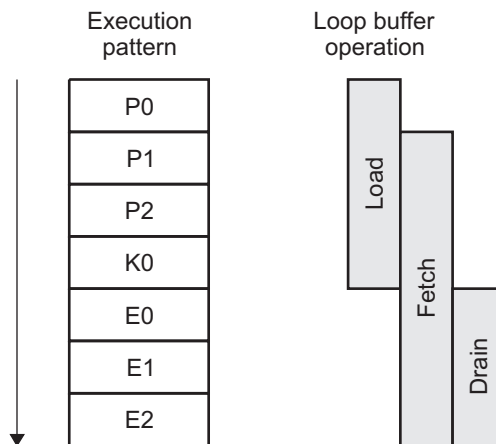 Execution
pattern
Loop buffer
operation
P0
P1
P2
K0
E0
E1
E2
Load
Fetch
Drain